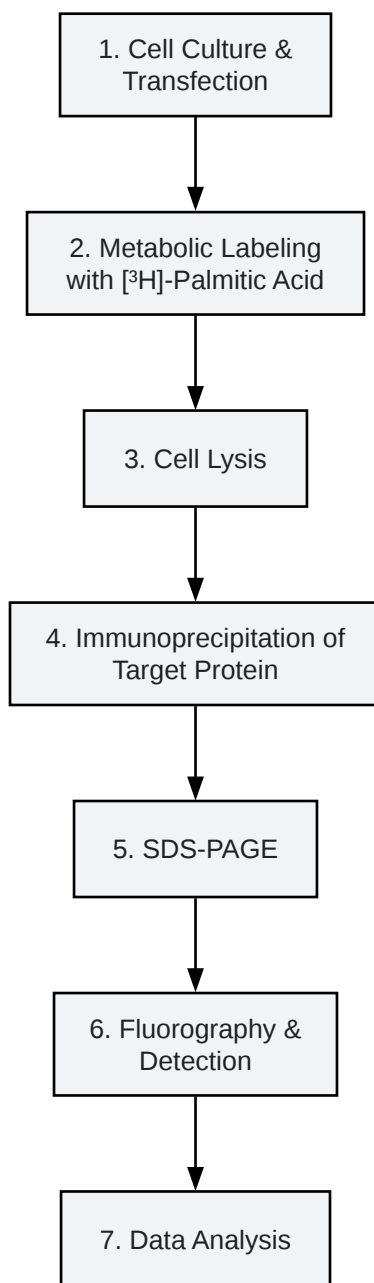 1. Cell Culture &
Transfection
2. Metabolic Labeling
with [³H]-Palmitic Acid
3. Cell Lysis
4. Immunoprecipitation of
Target Protein
5. SDS-PAGE
6. Fluorography &
Detection
7. Data Analysis